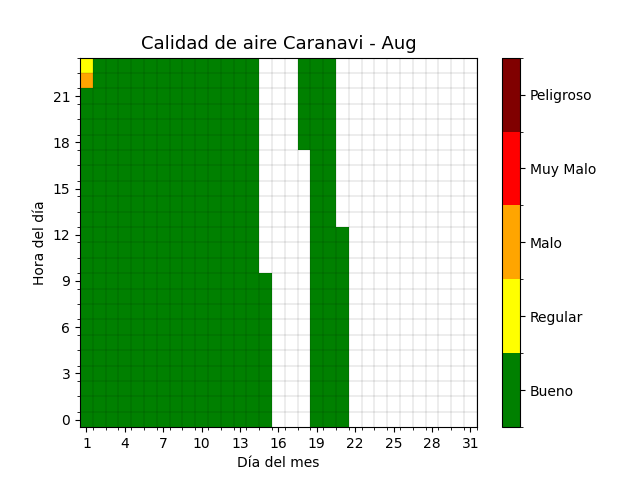 Calidad de aire Caranavi - Aug
Hora del día
21
18
15
12
9
6
3
0
1 4 7 10 13 16 19 22 25 28 31
Día del mes
Peligroso
Muy Malo
Malo
Regular
Bueno